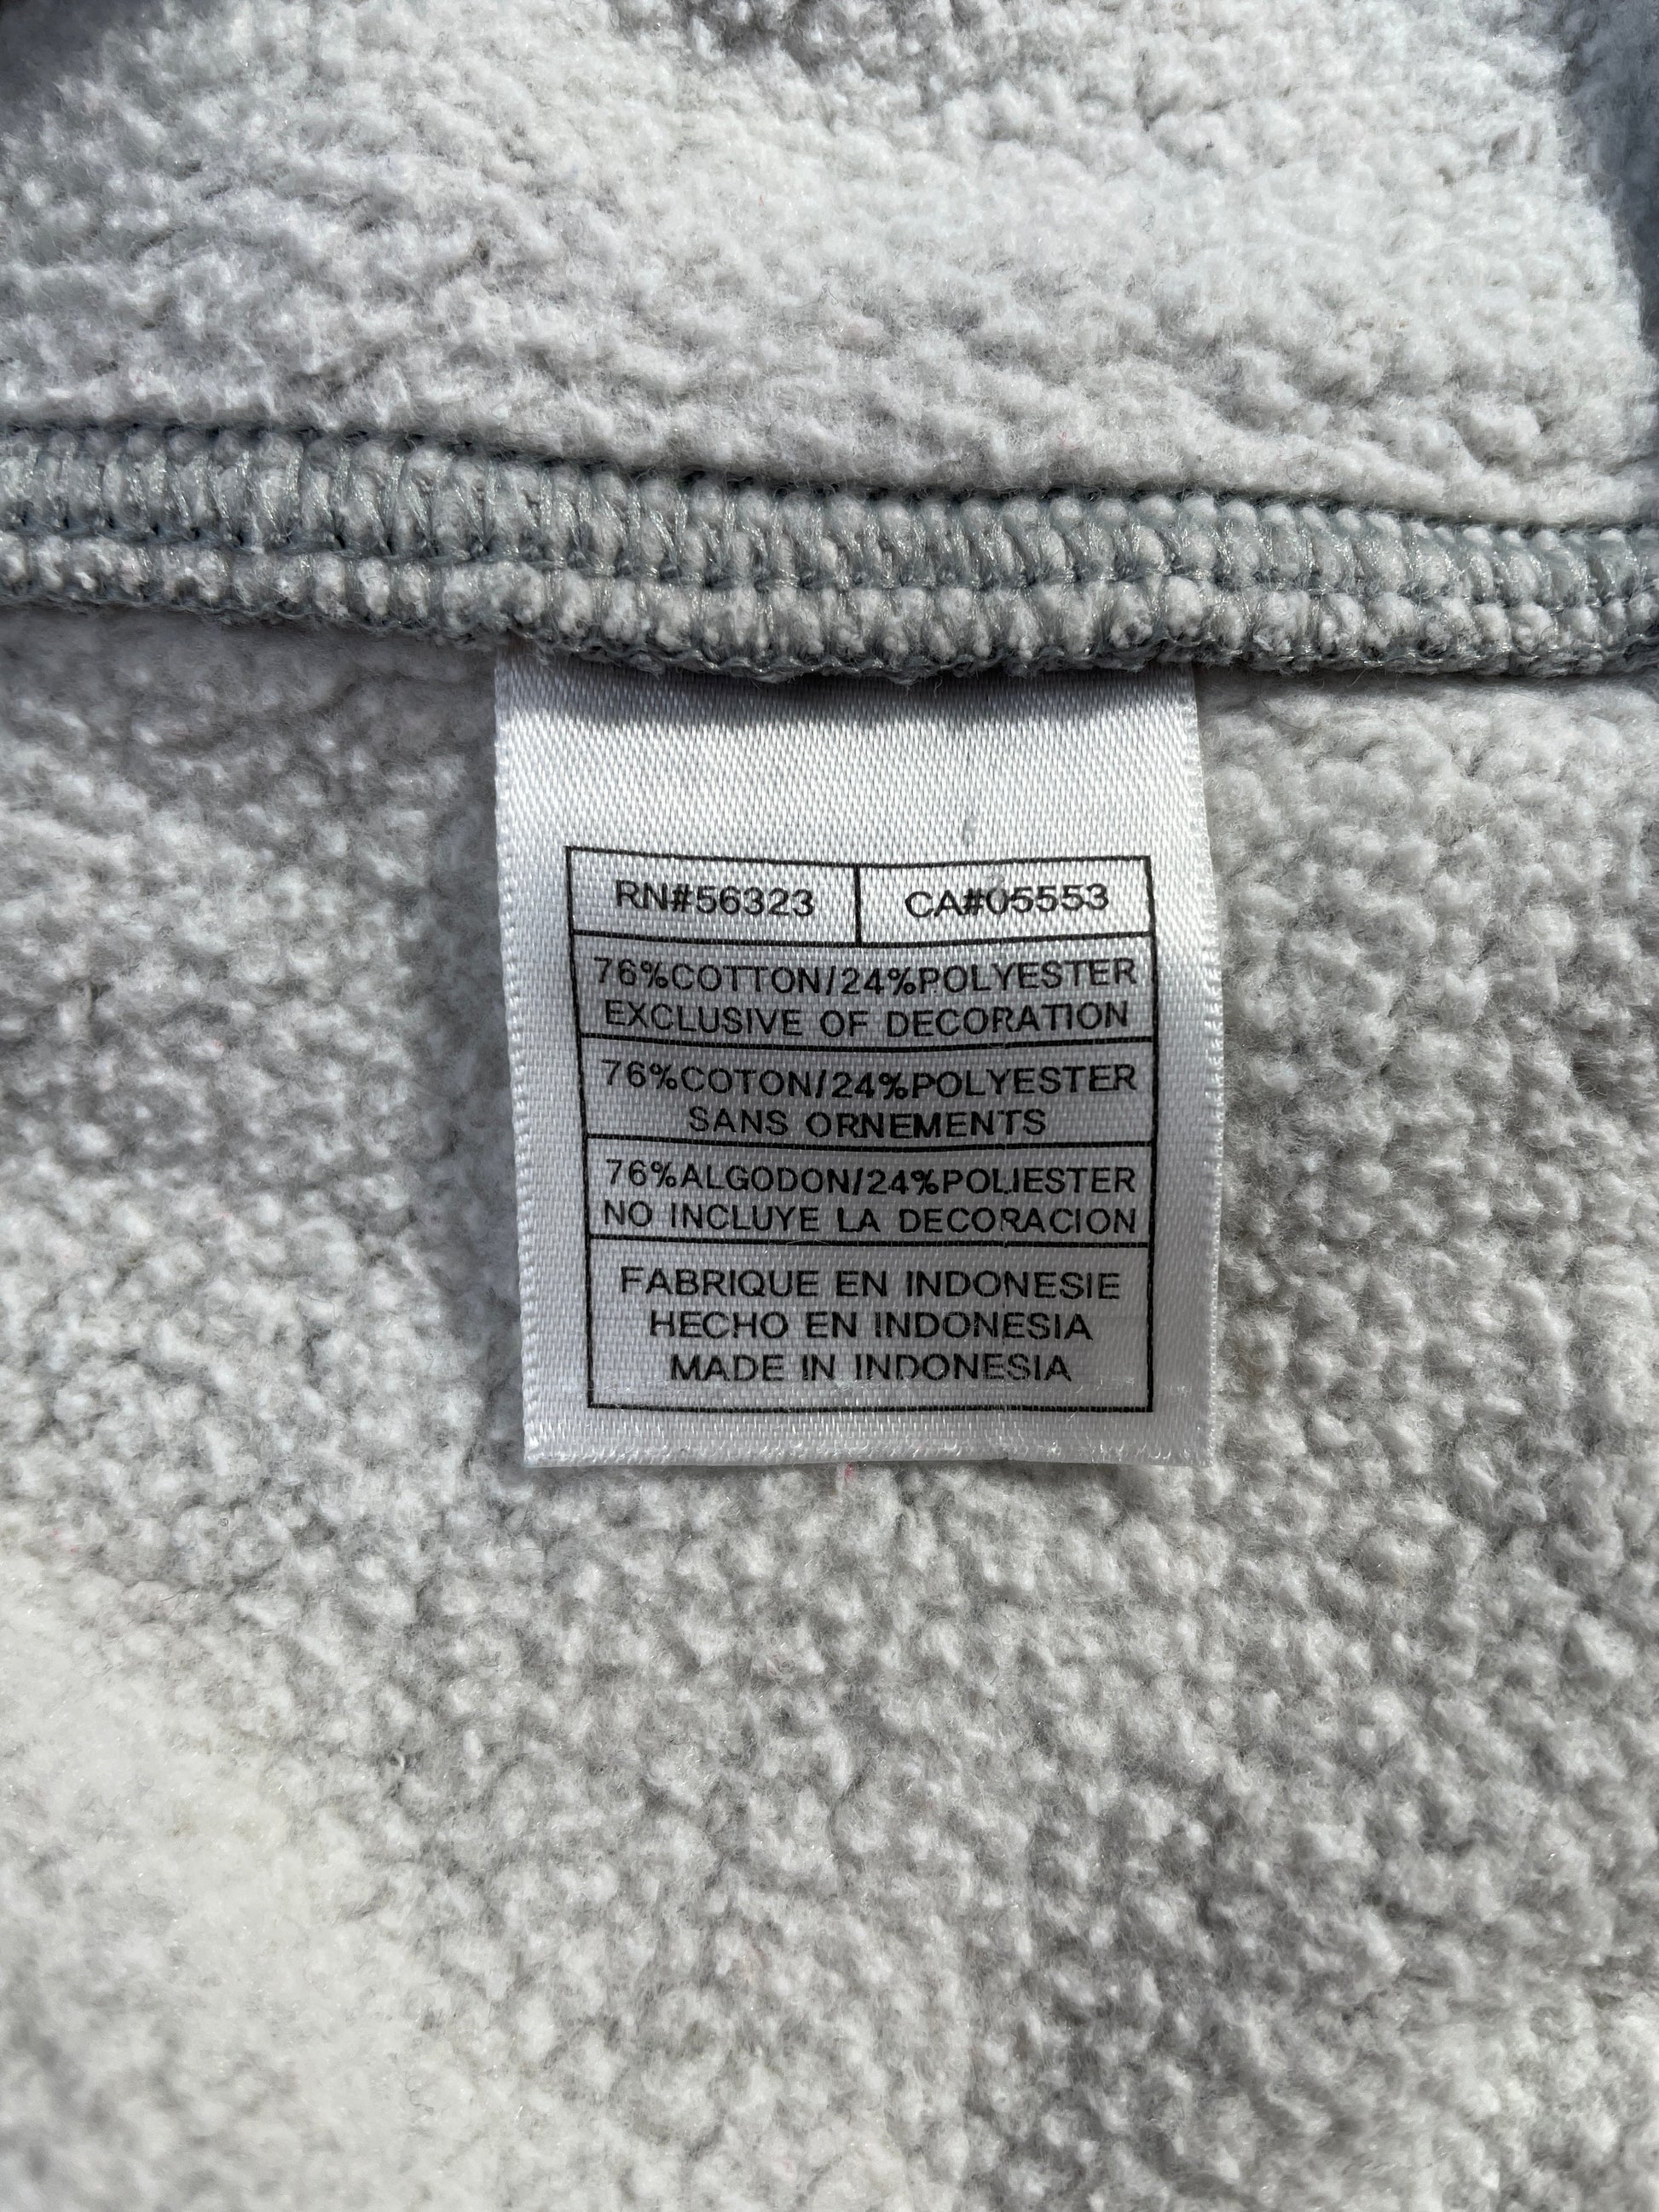 RN#56323 CA#05553
76%COTTON/24%POLYESTER
EXCLUSIVE OF DECORATION
76%COTON/24%POLYESTER
SANS ORNEMENTS
76%ALGODON/24%POLIESTER
NO INCLUYE LA DECORACION
FABRIQUE EN INDONESIE
HECHO EN INDONESIA
MADE IN INDONESIA